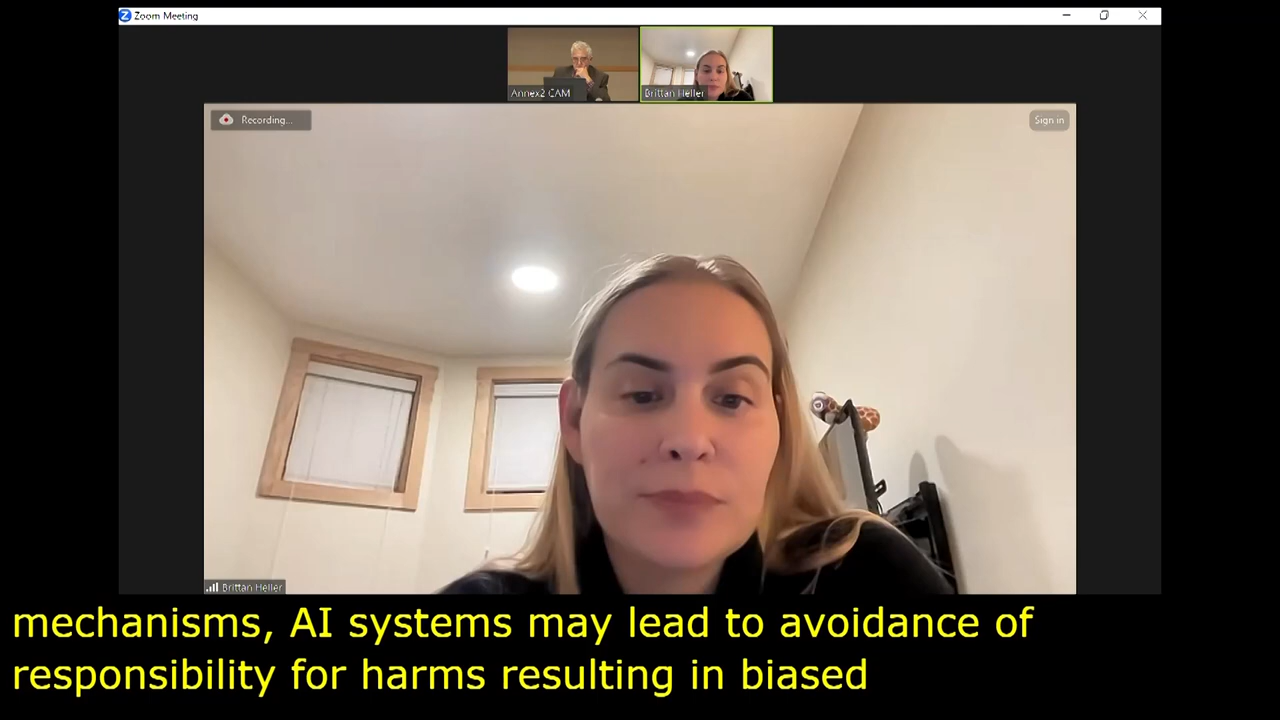 Zoom Meeting
Annex2 CAM
Brittan Heller
Recording...
Sign in
Brittan Heller
mechanisms, AI systems may lead to avoidance of
responsibility for harms resulting in biased